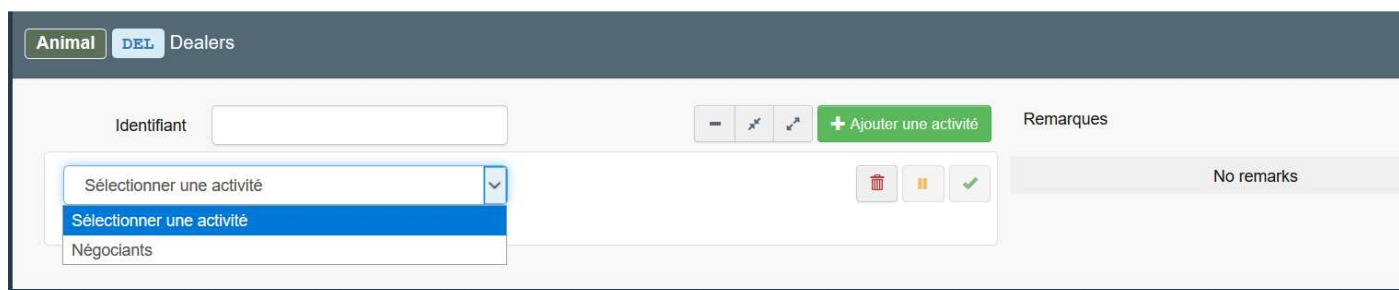 Animal DEL Dealers
Identifiant
Ajouter une activité
Remarques
Sélectionner une activité
No remarks
Sélectionner une activité
Négociants